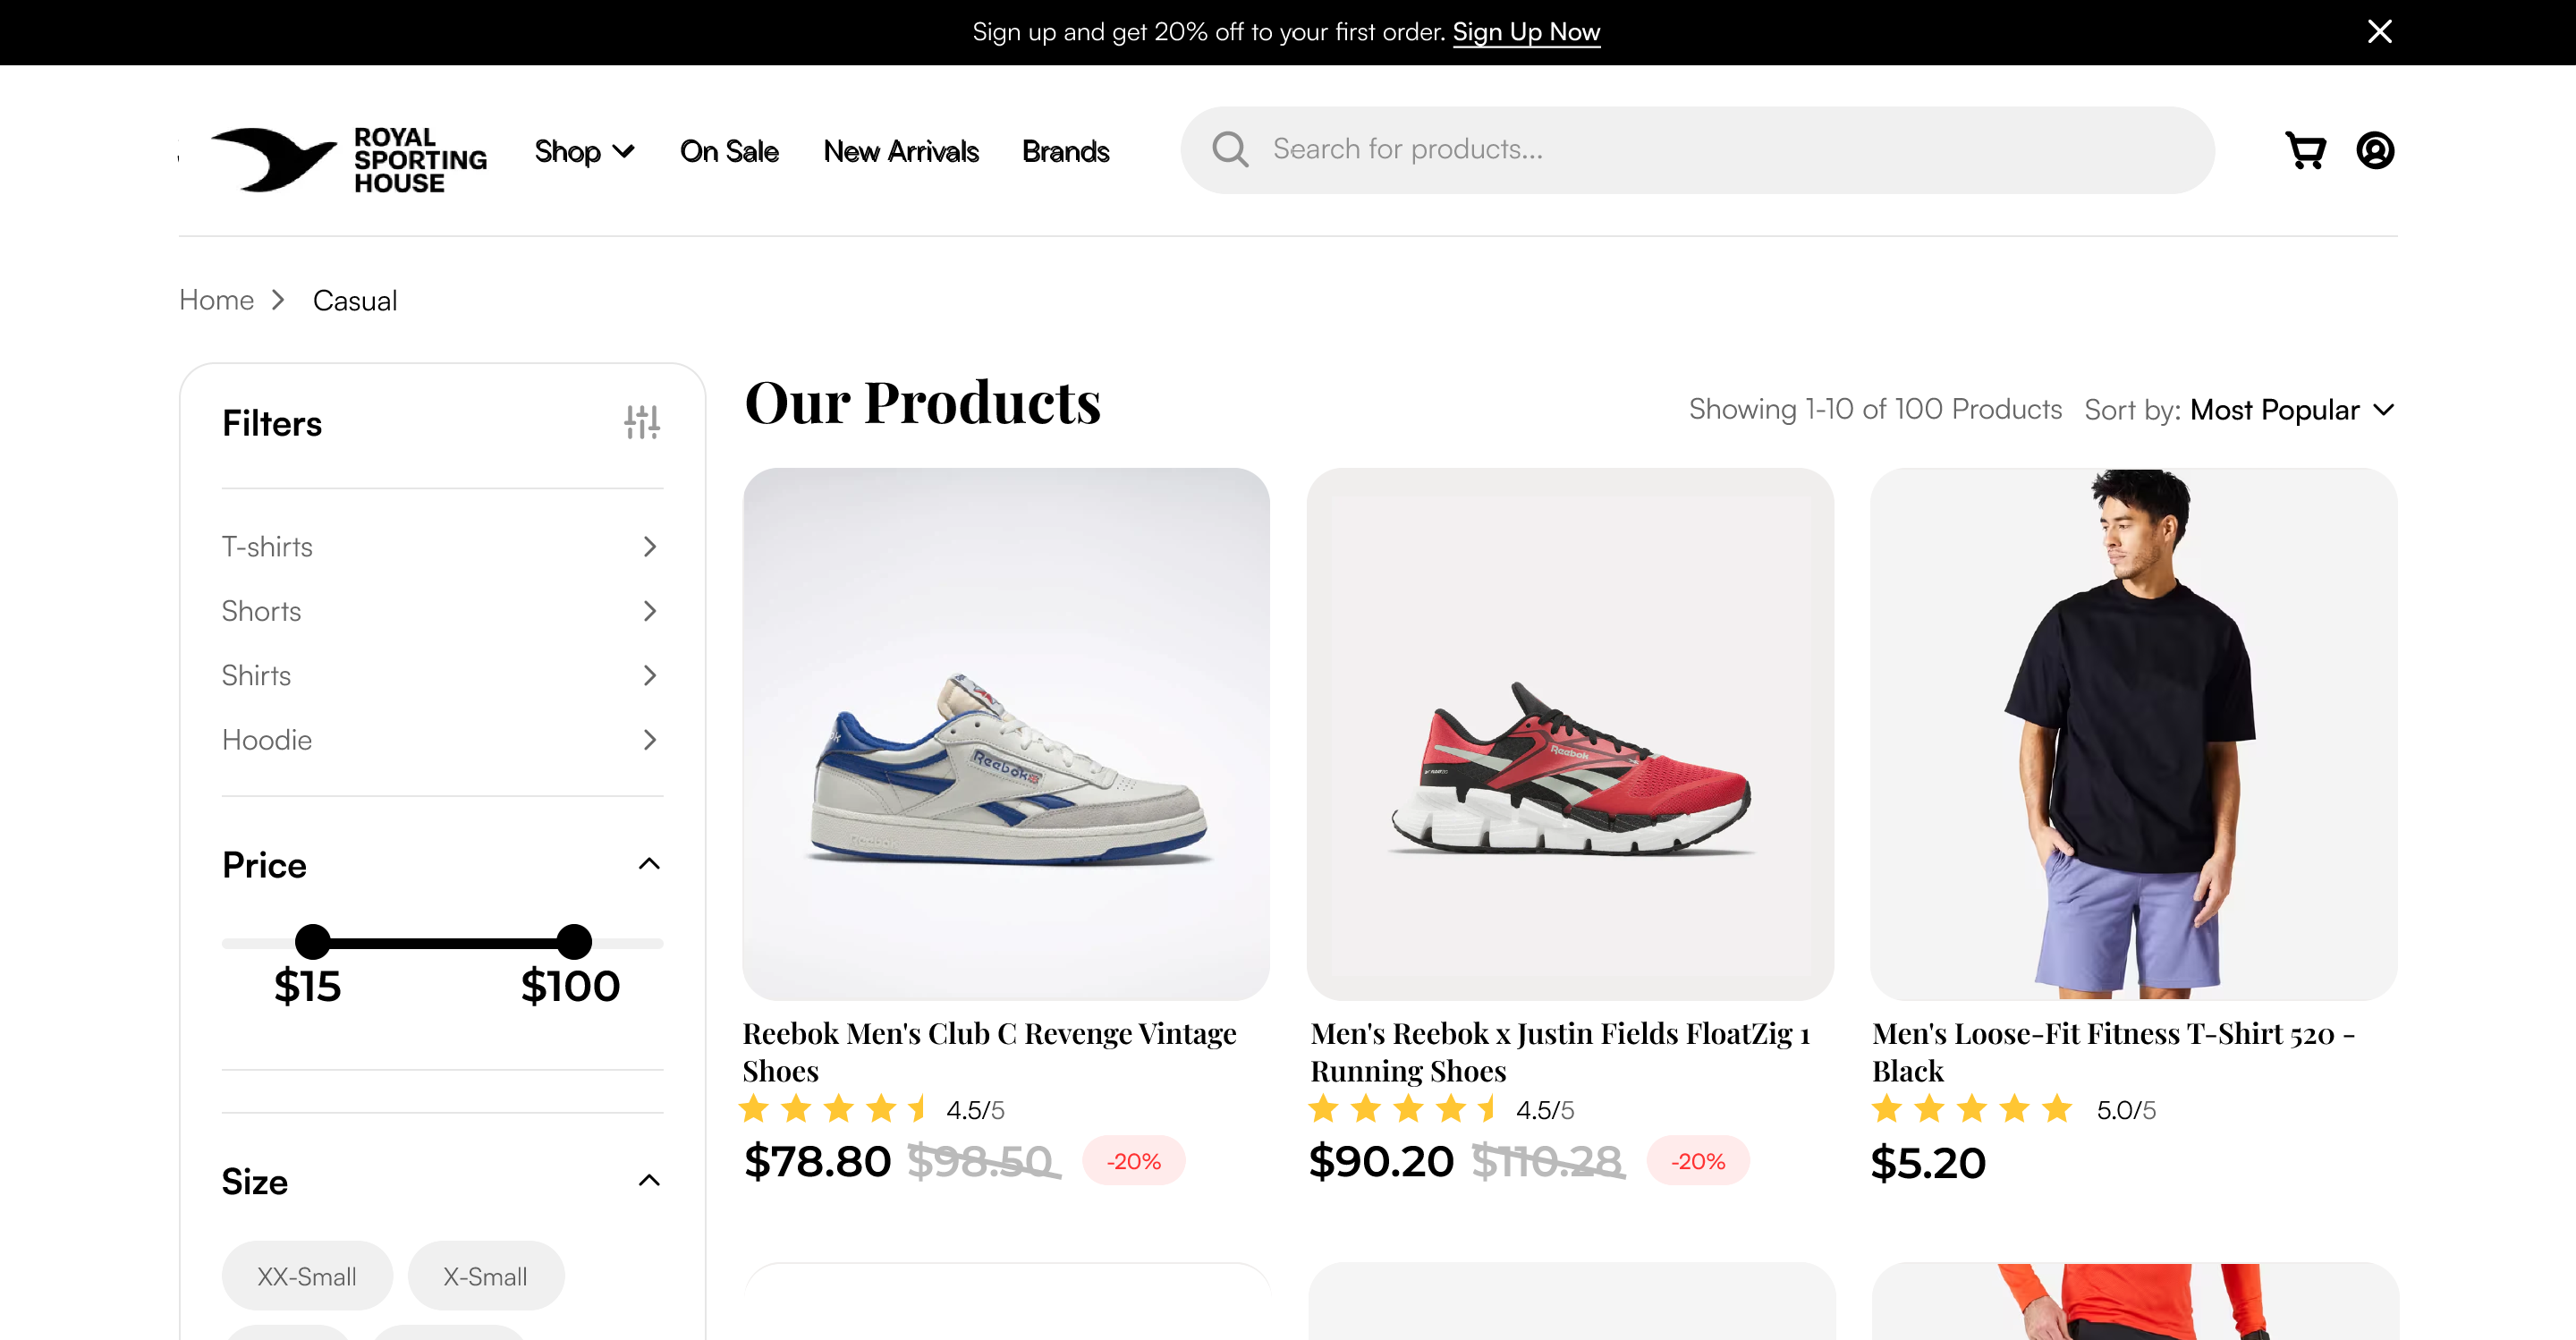 Sign up and get 20% off to your first order. Sign Up Now
ROYAL
SPORTING
HOUSE
Shop
On Sale
New Arrivals
Brands
Search for products...
Home
Casual
Filters
T-shirts
Shorts
Shirts
Hoodie
Price
$15
$100
Size
XX-Small
X-Small
Our Products
Showing 1-10 of 100 Products
Sort by: Most Popular
Reebok
Reebok
Reebok Men's Club C Revenge Vintage
Shoes
4.5/5
$78.80 $98.50 -20%
Reebok
Men's Reebok x Justin Fields FloatZig 1
Running Shoes
4.5/5
$90.20 $110.28 -20%
Men's Loose-Fit Fitness T-Shirt 520 -
Black
5.0/5
$5.20